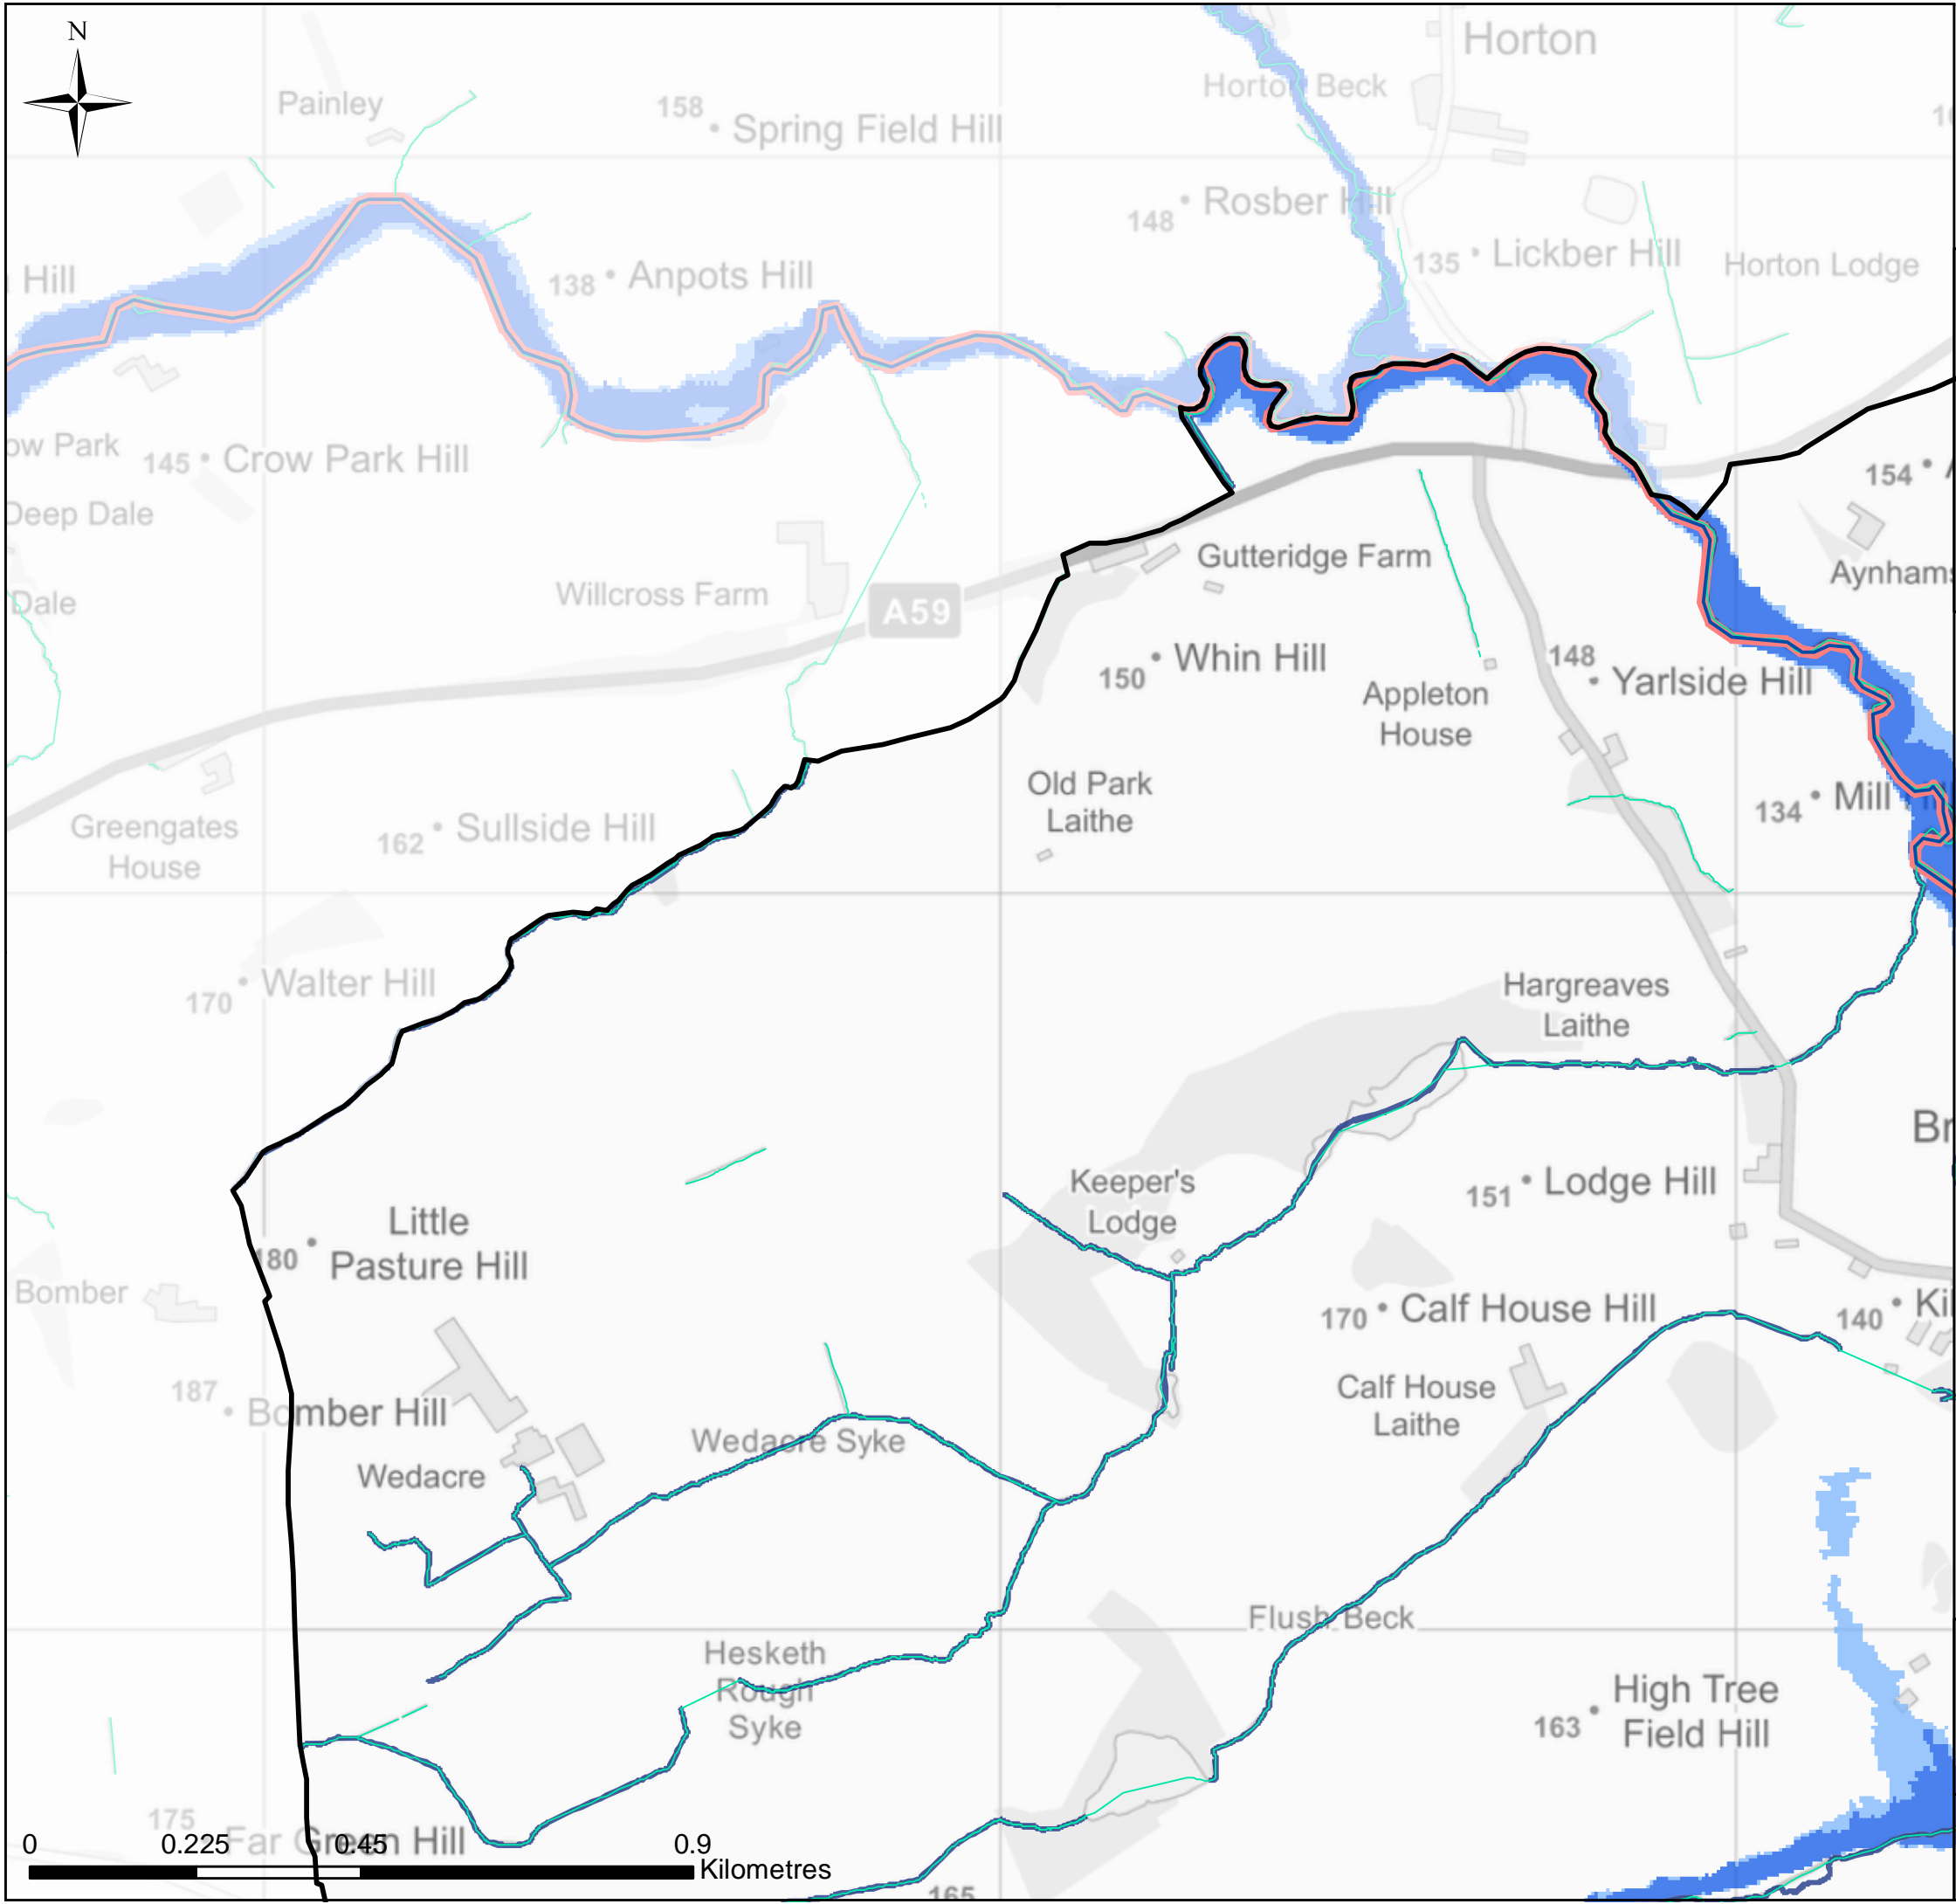 N
Horton
Painley
158
Spring Field Hill
Horton Beck
148
Rosber Hill
Hill
138
Anpots Hill
135
Lickber Hill
Horton Lodge
ow Park
145
Crow Park Hill
154
Deep Dale
Dale
Willcross Farm
A59
Gutteridge Farm
Aynhams
150
Whin Hill
148
Yarlside Hill
Appleton
House
Old Park
Laithe
134
Mill
Greengates
House
162
Sullside Hill
170
Walter Hill
Hargreaves
Laithe
Br
Keeper's
Lodge
151
Lodge Hill
Little
Pasture Hill
180
Bomber
170
Calf House Hill
140
Ki
187
Bomber Hill
Calf House
Laithe
Wedacre Syke
Wedacre
Flush Beck
Hesketh
Rough
Syke
163
High Tree
Field Hill
175
Far Green Hill
0
0.225
0.45
0.9
Kilometres
165